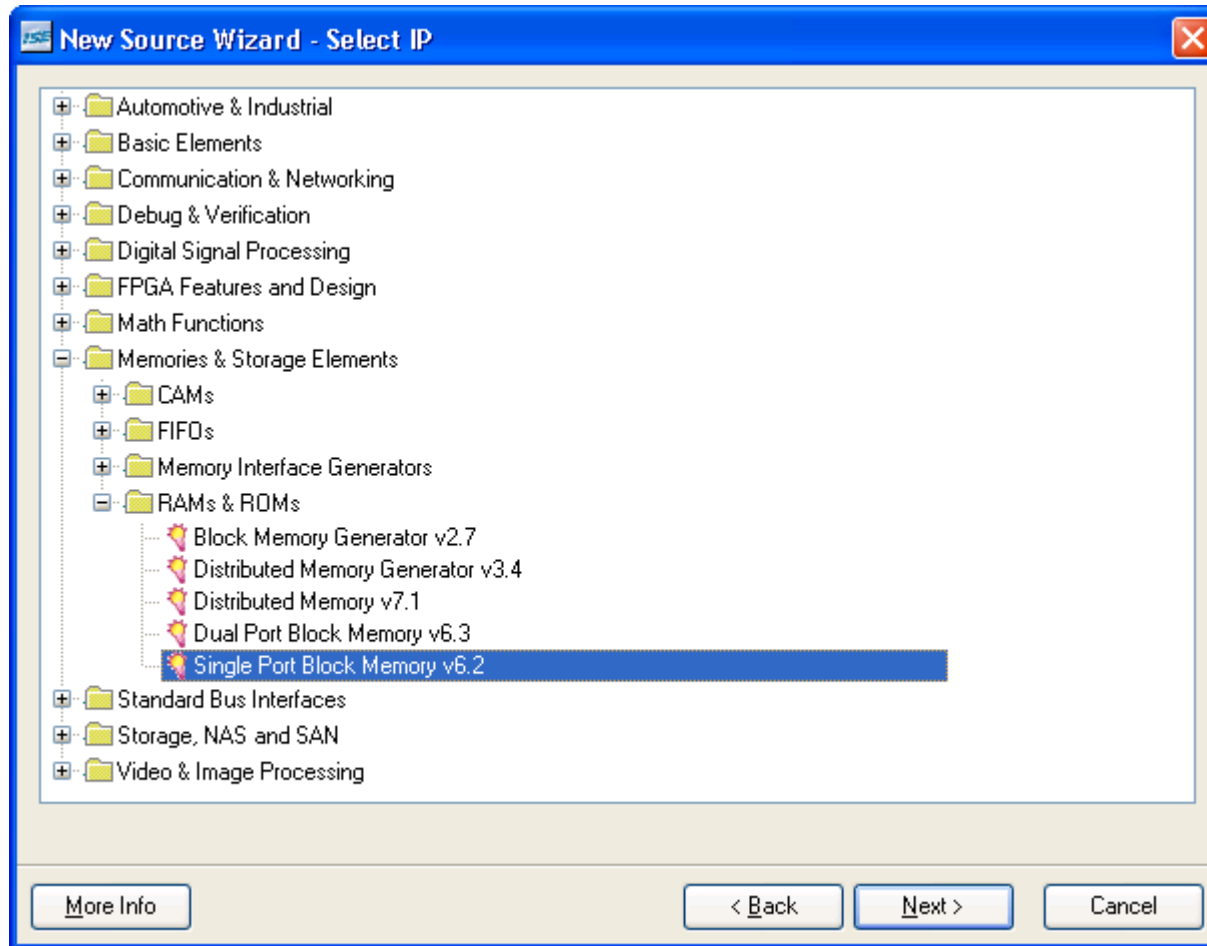 ISE New Source Wizard - Select IP
Automotive & Industrial
Basic Elements
Communication & Networking
Debug & Verification
Digital Signal Processing
FPGA Features and Design
Math Functions
Memories & Storage Elements
CAMs
FIFOs
Memory Interface Generators
RAMs & ROMs
Block Memory Generator v2.7
Distributed Memory Generator v3.4
Distributed Memory v7.1
Dual Port Block Memory v6.3
Single Port Block Memory v6.2
Standard Bus Interfaces
Storage, NAS and SAN
Video & Image Processing
More Info < Back Next > Cancel